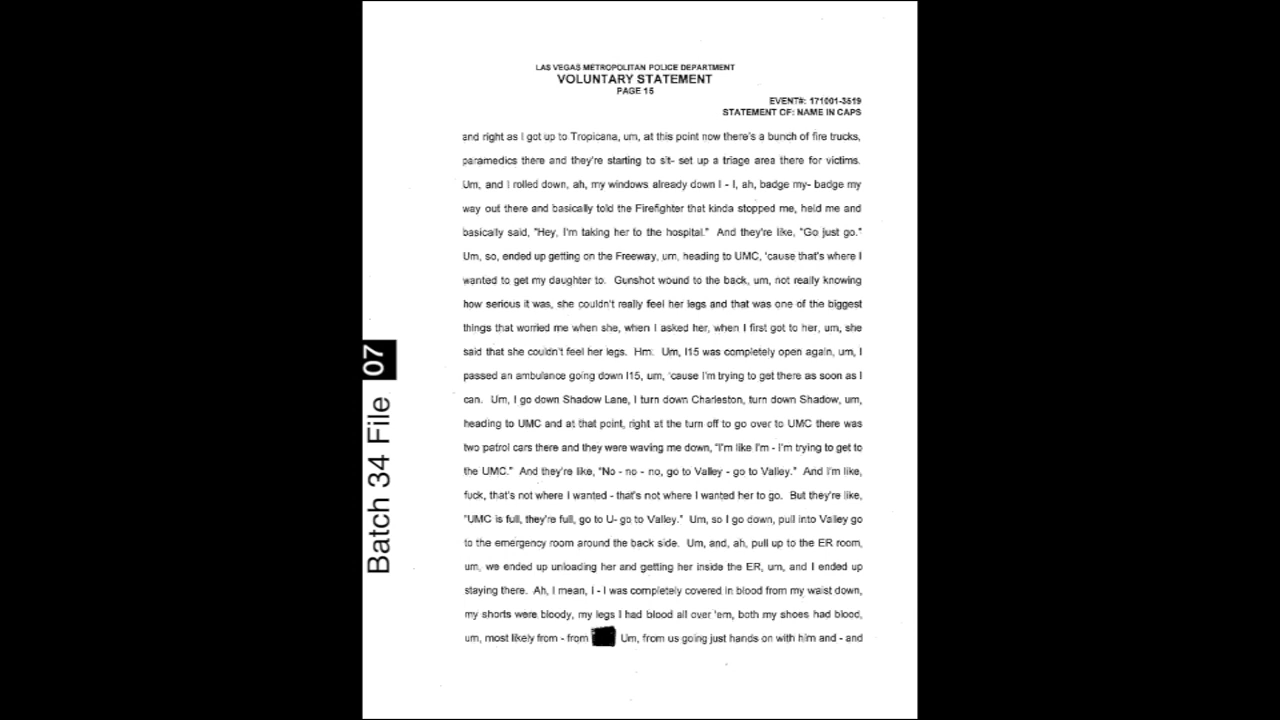 LAS VEGAS METROPOLITAN POLICE DEPARTMENT
VOLUNTARY STATEMENT
PAGE 15
EVENT#: 171001-3519
STATEMENT OF: NAME IN CAPS
and right as I got up to Tropicana, um, at this point now there's a bunch of fire trucks,
paramedics there and they're starting to sit- set up a triage area there for victims.
Um, and I rolled down, ah, my windows already down I - I, ah, badge my- badge my
way out there and basically told the Firefighter that kinda stopped me, held me and
basically said, "Hey, I'm taking her to the hospital." And they're like, "Go just go."
Um, so, ended up getting on the Freeway, um, heading to UMC, 'cause that's where I
wanted to get my daughter to. Gunshot wound to the back, um, not really knowing
how serious it was, she couldn't really feel her legs and that was one of the biggest
things that worried me when she, when I asked her, when I first got to her, um, she
said that she couldn't feel her legs. Hm. Um, I15 was completely open again, um, I
passed an ambulance going down I15, um, 'cause I'm trying to get there as soon as I
can. Um, I go down Shadow Lane, I turn down Charleston, turn down Shadow, um,
heading to UMC and at that point, right at the turn off to go over to UMC there was
two patrol cars there and they were waving me down, "I'm like I'm - I'm trying to get to
the UMC." And they're like, "No - no - no, go to Valley - go to Valley." And I'm like,
fuck, that's not where I wanted - that's not where I wanted her to go. But they're like,
"UMC is full, they're full, go to U- go to Valley." Um, so I go down, pull into Valley go
to the emergency room around the back side. Um, and, ah, pull up to the ER room,
um, we ended up unloading her and getting her inside the ER, um, and I ended up
staying there. Ah, I mean, I - I was completely covered in blood from my waist down,
my shorts were bloody, my legs I had blood all over 'em, both my shoes had blood,
um, most likely from - from Um, from us going just hands on with him and - and
Batch 34 File 07